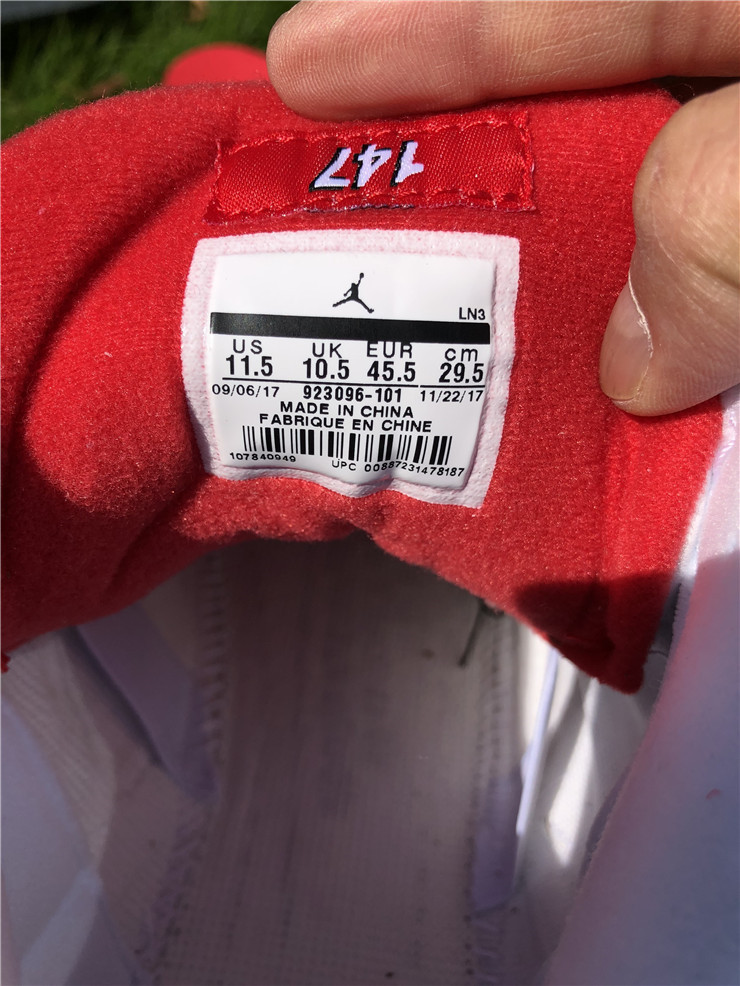 147
LN3
US UK EUR cm
11.5 10.5 45.5 29.5
09/06/17 923096-101 11/22/17
MADE IN CHINA
FABRIQUE EN CHINE
107840949 UPC 00887231478187